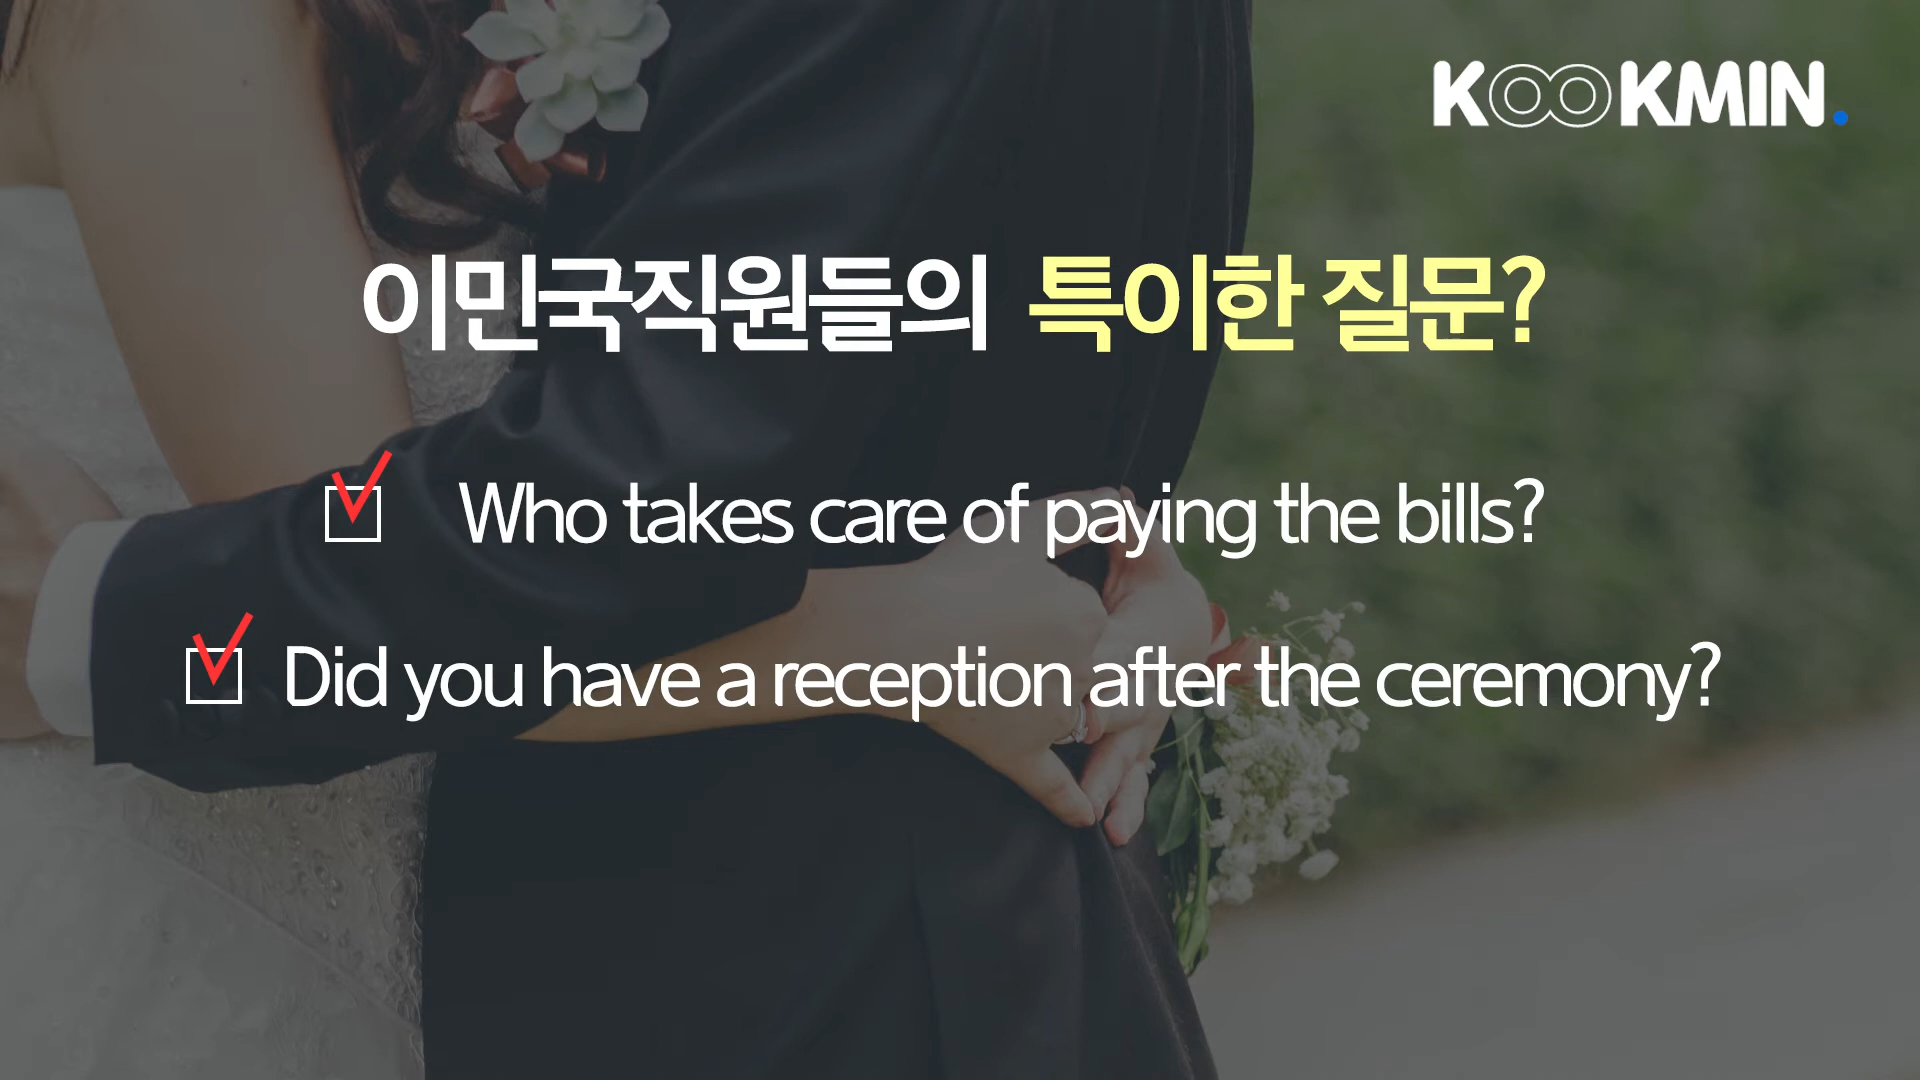 KOOKMIN.
이민국직원들의 특이한 질문?
Who takes care of paying the bills?
Did you have a reception after the ceremony?